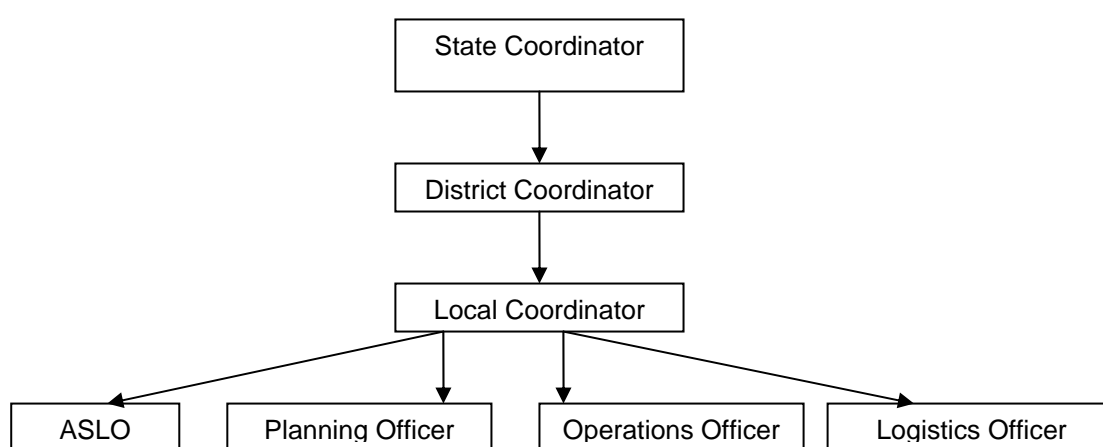 State Coordinator
District Coordinator
Local Coordinator
ASLO
Planning Officer
Operations Officer
Logistics Officer